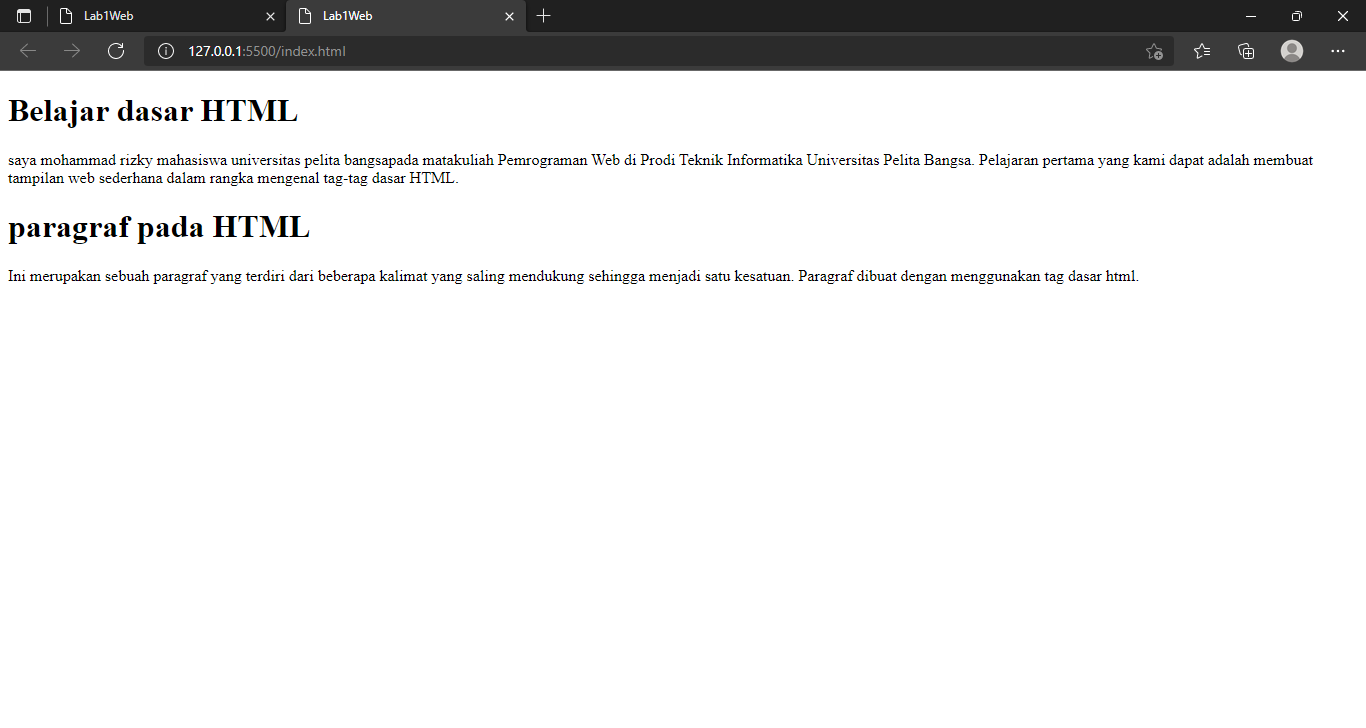 Lab1Web
Lab1Web
127.0.0.1:5500/index.html
Belajar dasar HTML
saya mohammad rizky mahasiswa universitas pelita bangsapada matakuliah Pemrograman Web di Prodi Teknik Informatika Universitas Pelita Bangsa. Pelajaran pertama yang kami dapat adalah membuat
tampilan web sederhana dalam rangka mengenal tag-tag dasar HTML.
paragraf pada HTML
Ini merupakan sebuah paragraf yang terdiri dari beberapa kalimat yang saling mendukung sehingga menjadi satu kesatuan. Paragraf dibuat dengan menggunakan tag dasar html.